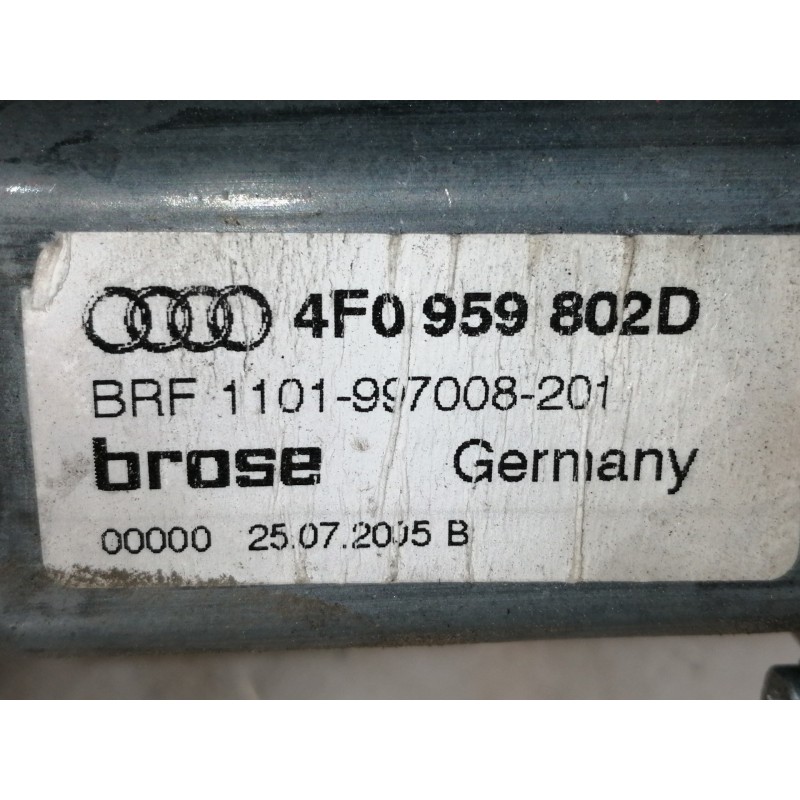 4F0 959 802D
BRF 1101-997008-201
brose Germany
00000 25.07.2005 B